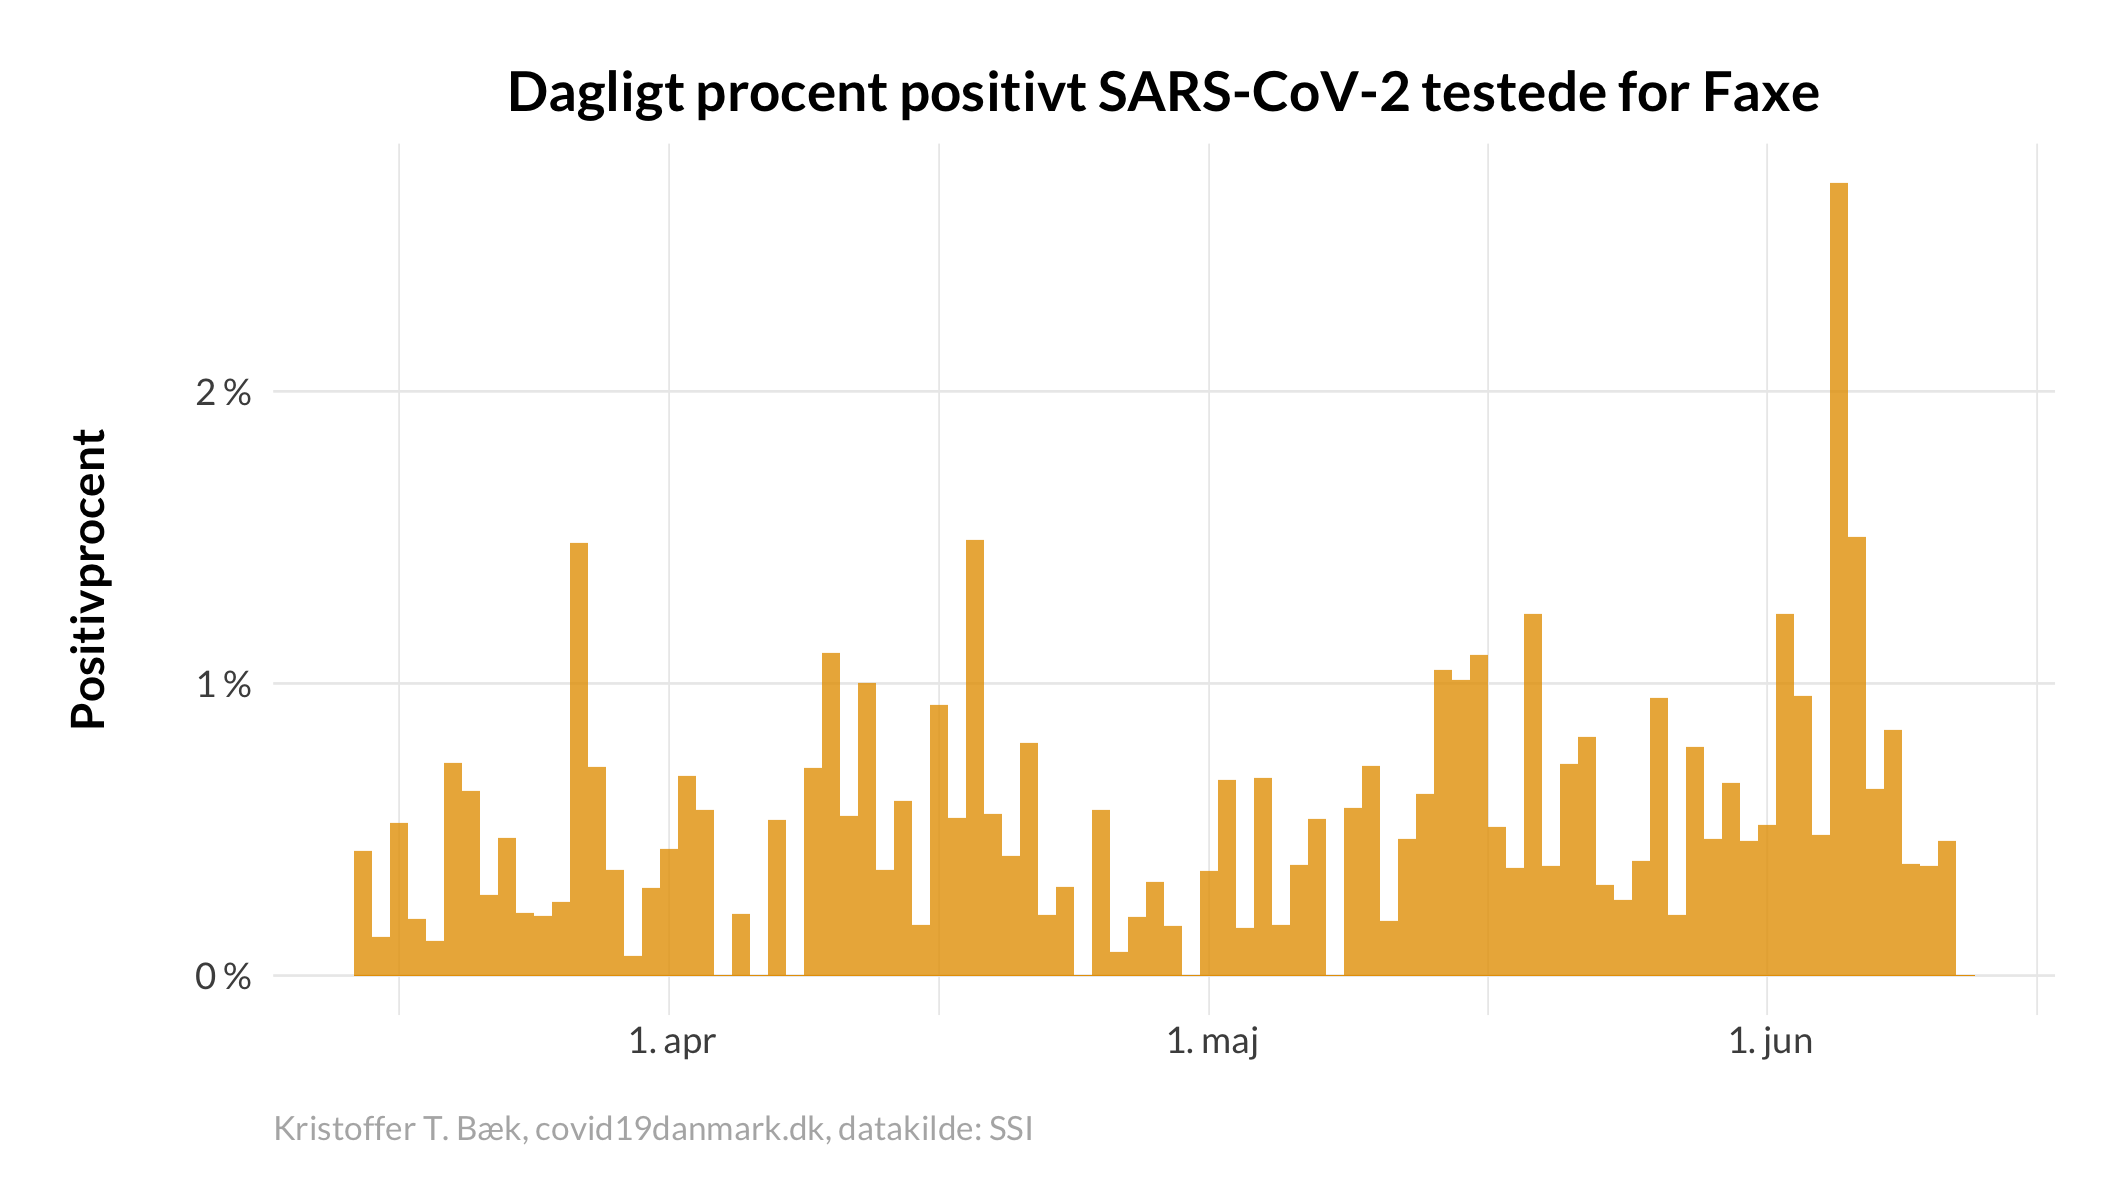 Dagligt procent positivt SARS-CoV-2 testede for Faxe
Positivprocent
2 %
1 %
0 %
1. apr
1. maj
1. jun
Kristoffer T. Bæk, covid19danmark.dk, datakilde: SSI